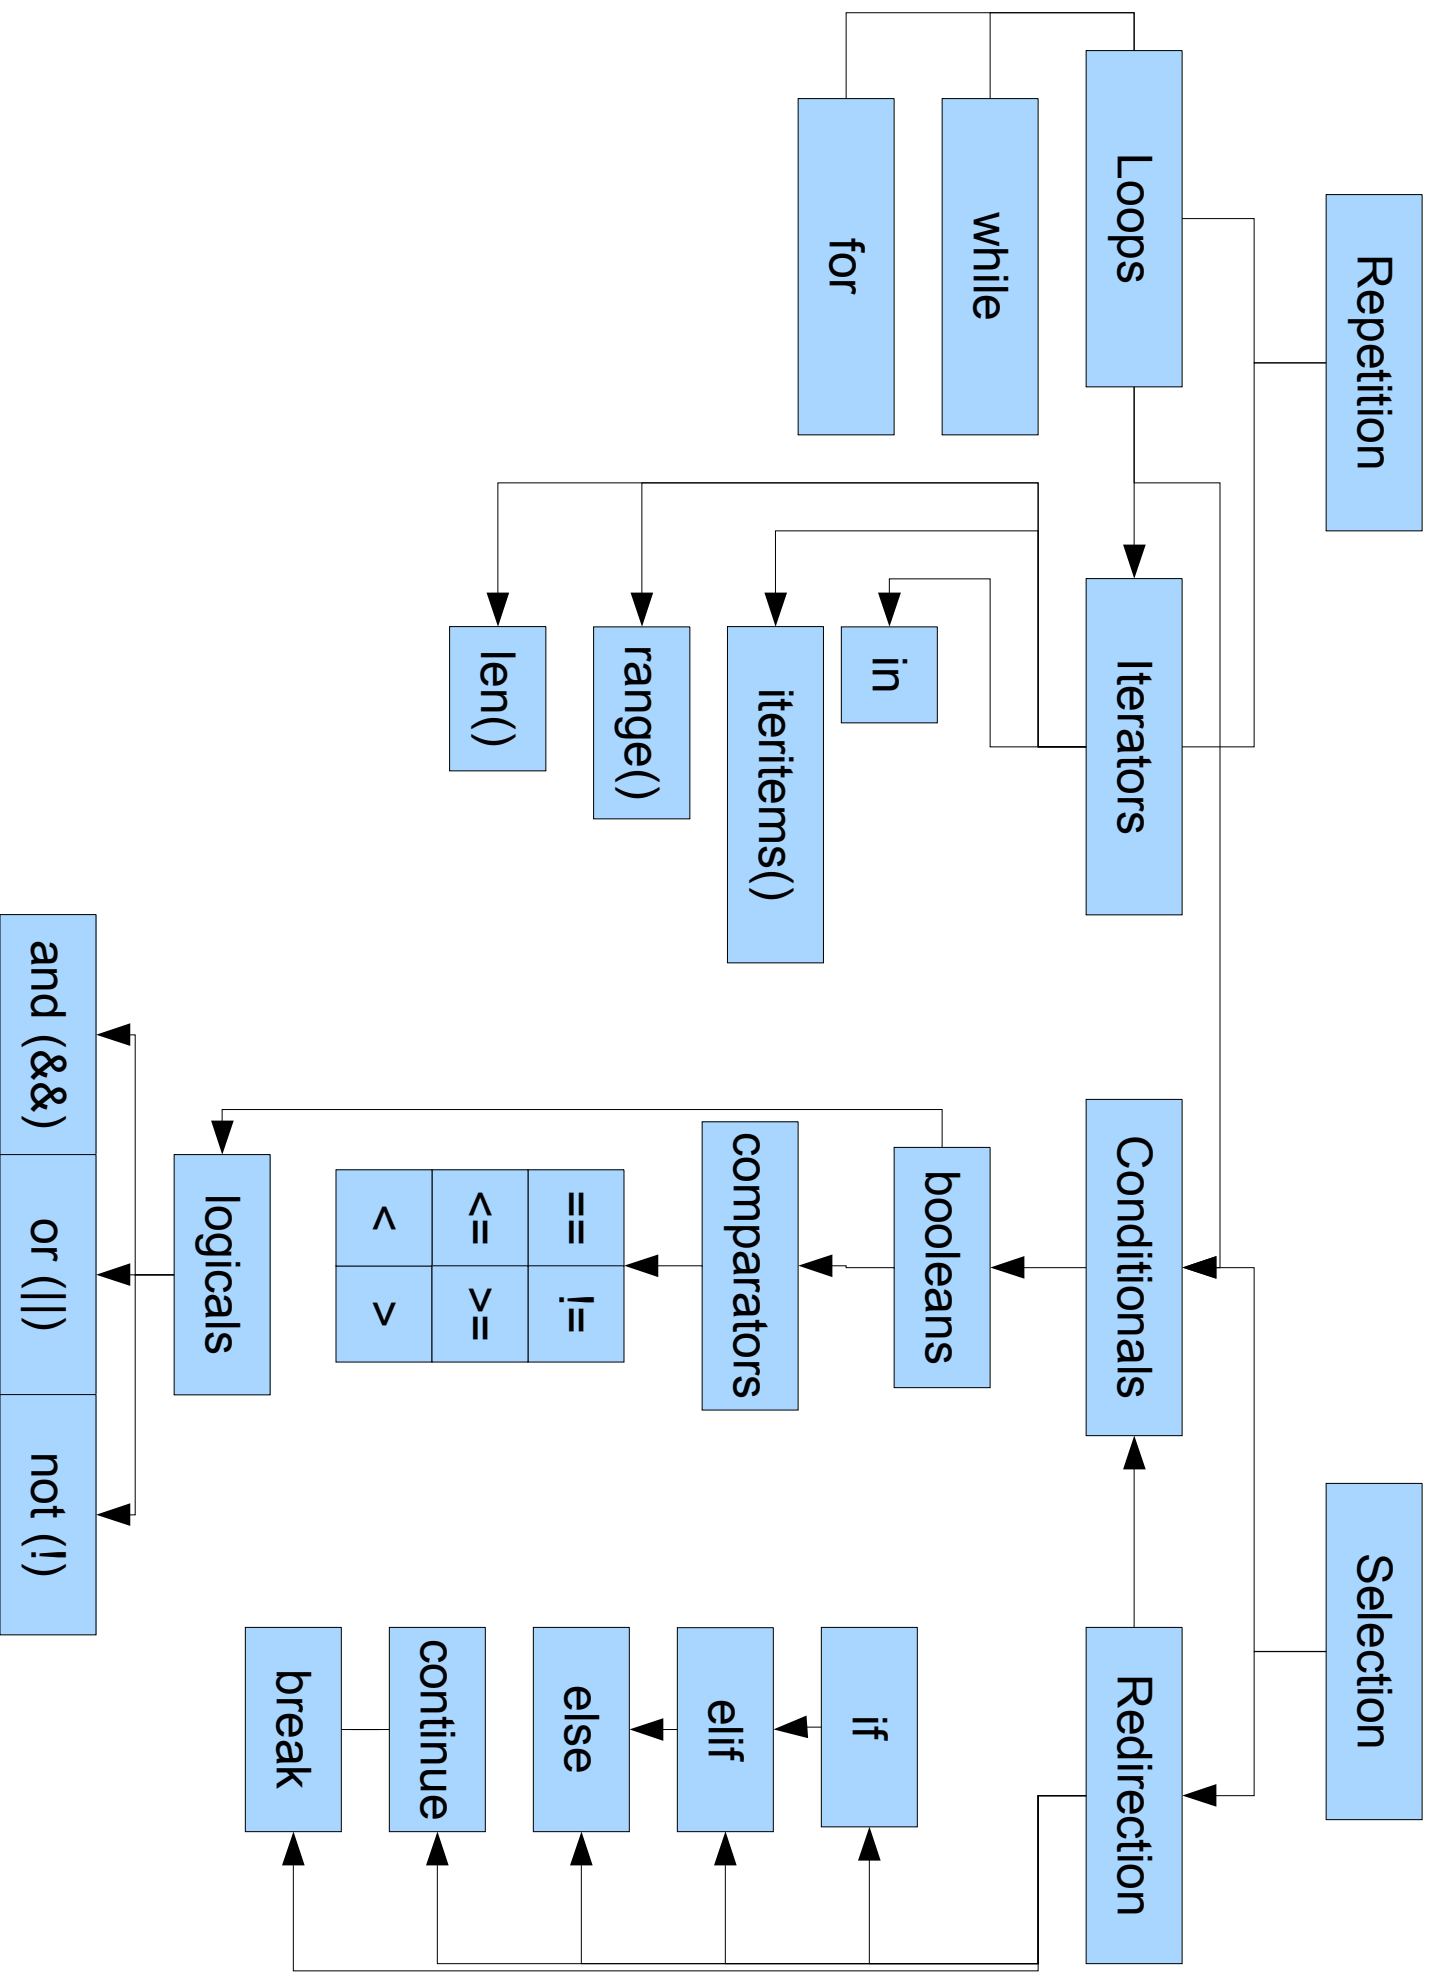 Repetition
Selection
Loops
Iterators
Conditionals
Redirection
while
for
in
iteritems()
range()
len()
booleans
comparators
== !=
<= >=
< >
logicals
and (&&)
or (||)
not (!)
if
elif
else
continue
break